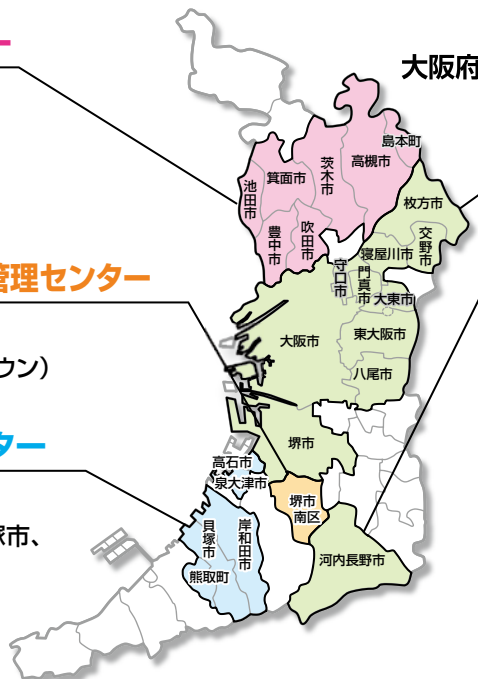 ー
大阪府
島本町
高槻市
茨木市
箕面市
池田市
豊中市
吹田市
枚方市
交野市
寝屋川市
守口市
門真市
大東市
管理センター
大阪市
東大阪市
八尾市
ウン）
堺市
ター
高石市
泉大津市
堺市
南区
塚市、
貝塚市
岸和田市
熊取町
河内長野市